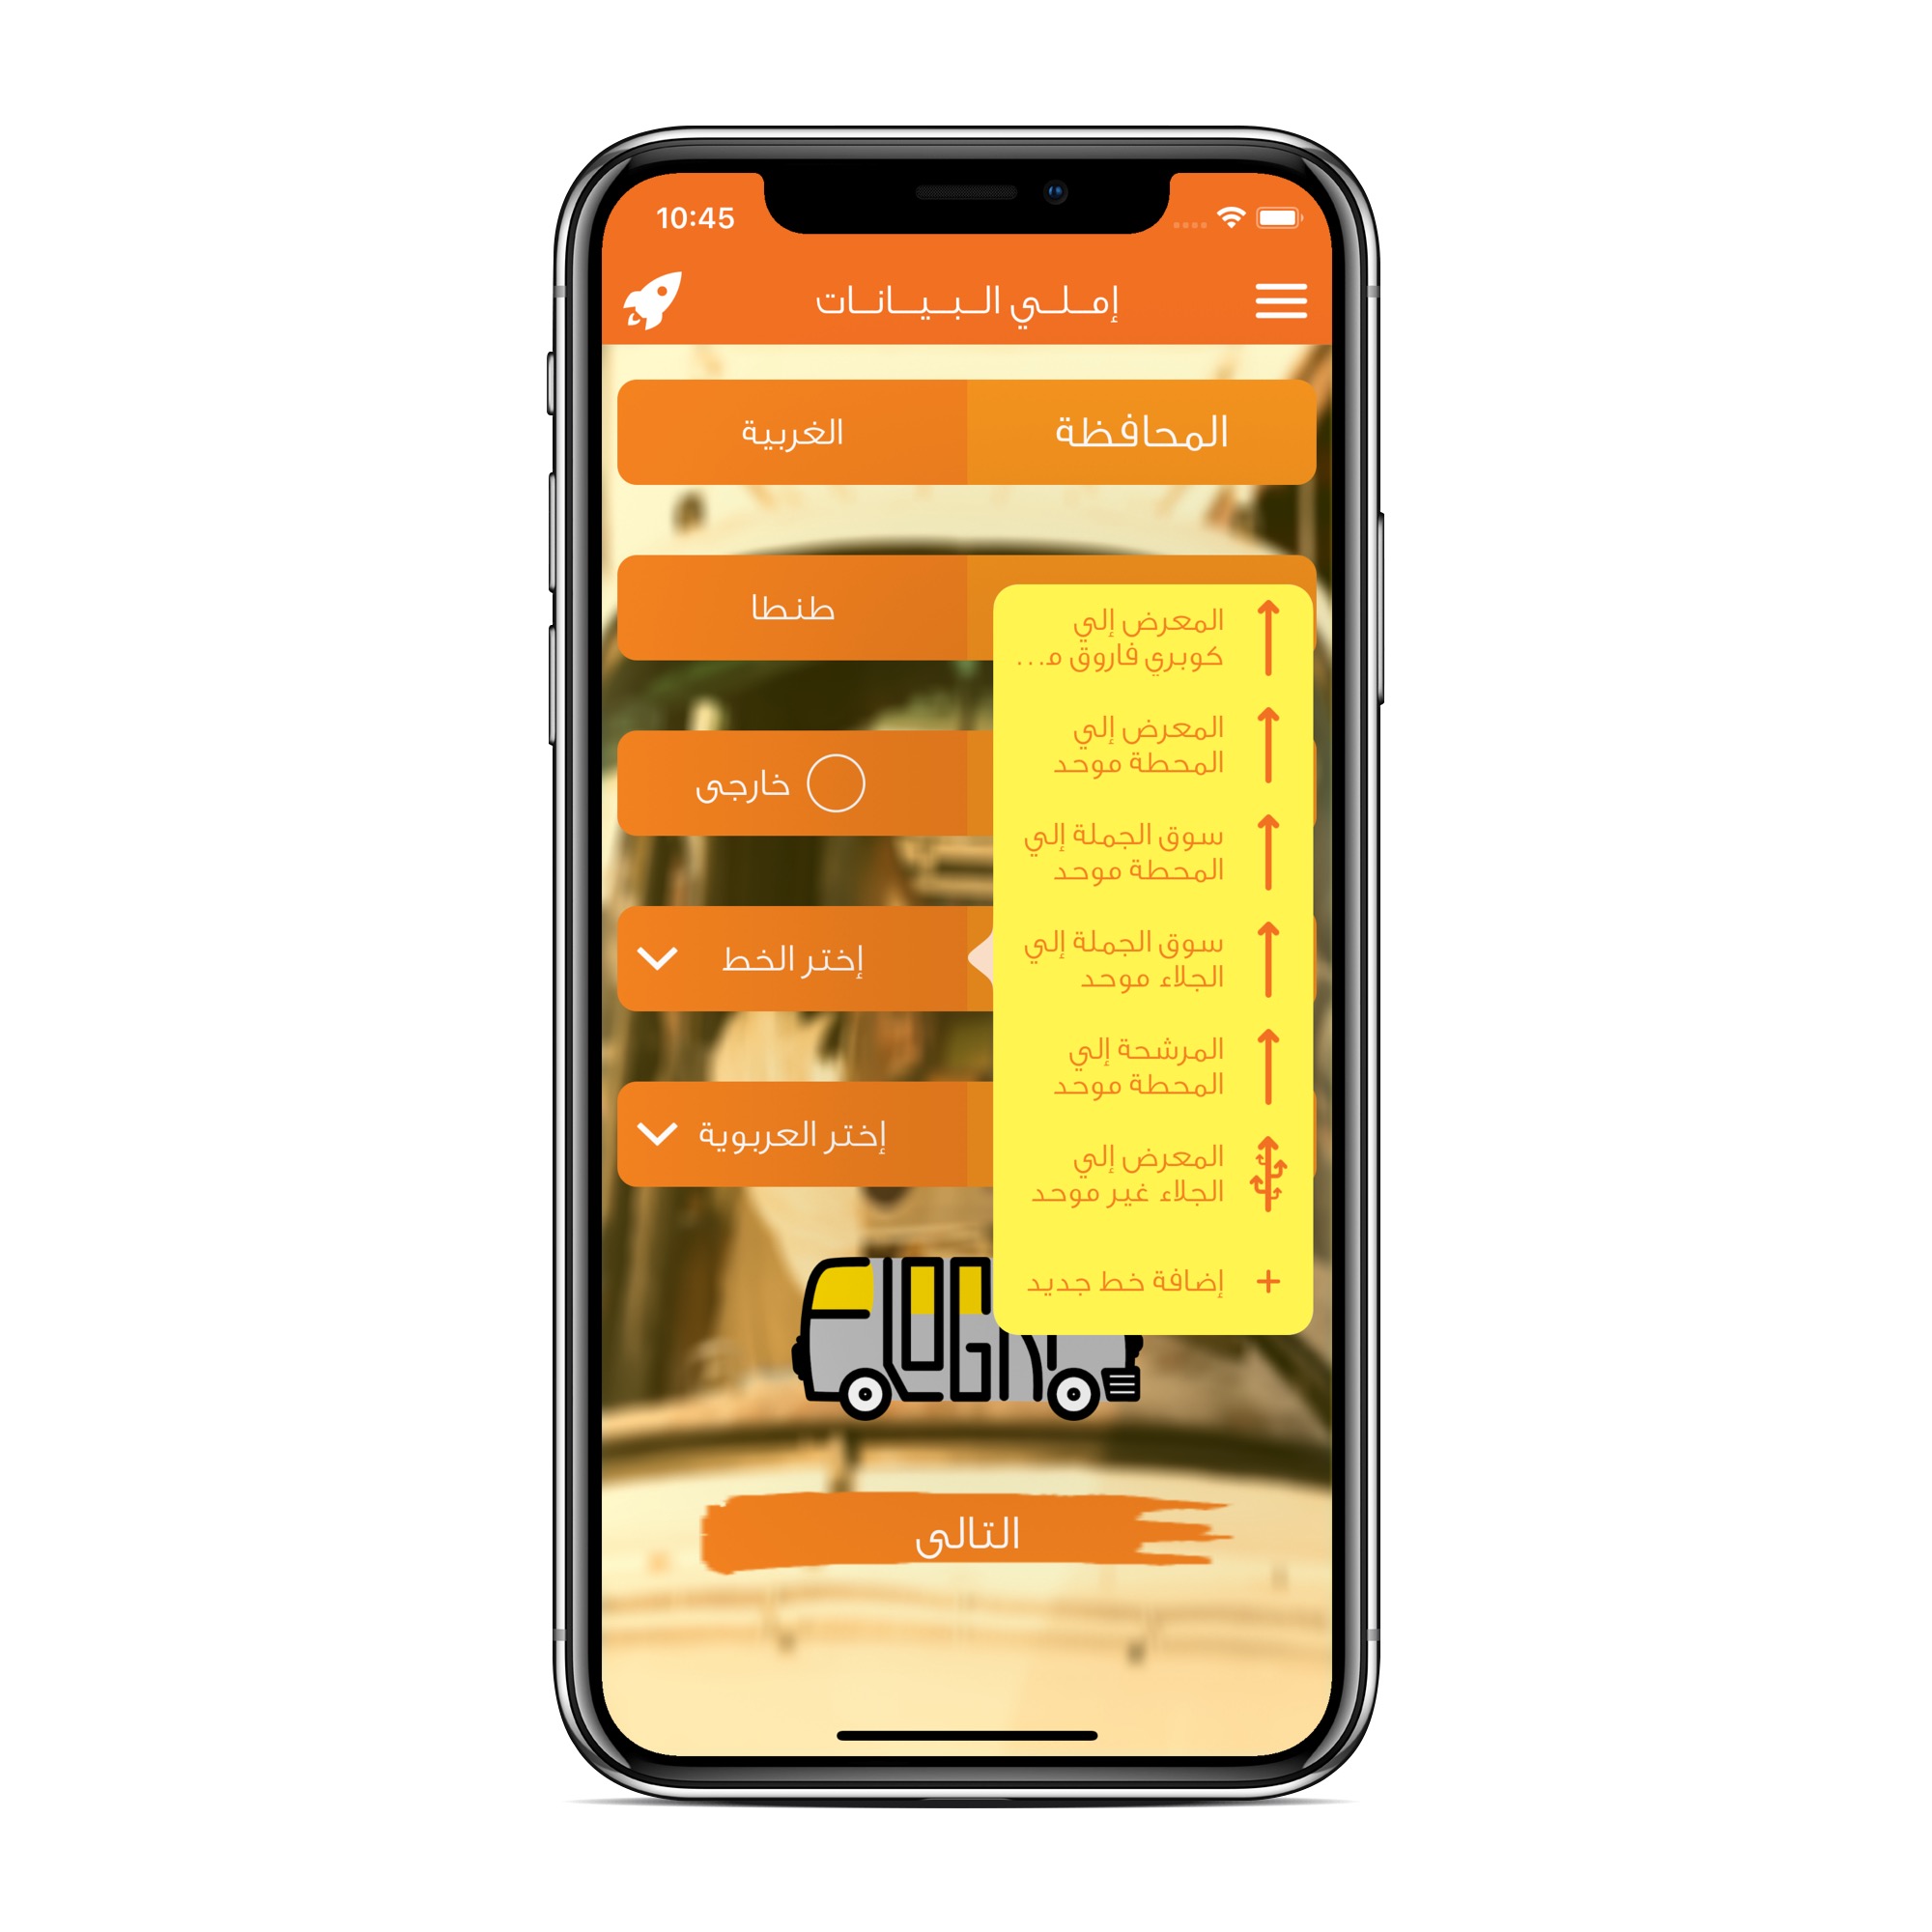 10:45
إملي البيانات
المحافظة
الغربية
طنطا
خارجى
إختر الخط
إختر العربوية
المعرض إلي
كوبري فاروق م...
المعرض إلي
المحطة موحد
سوق الجملة إلي
المحطة موحد
سوق الجملة إلي
الجلاء موحد
المرشحة إلي
المحطة موحد
المعرض إلي
الجلاء غير موحد
إضافة خط جديد
التالى